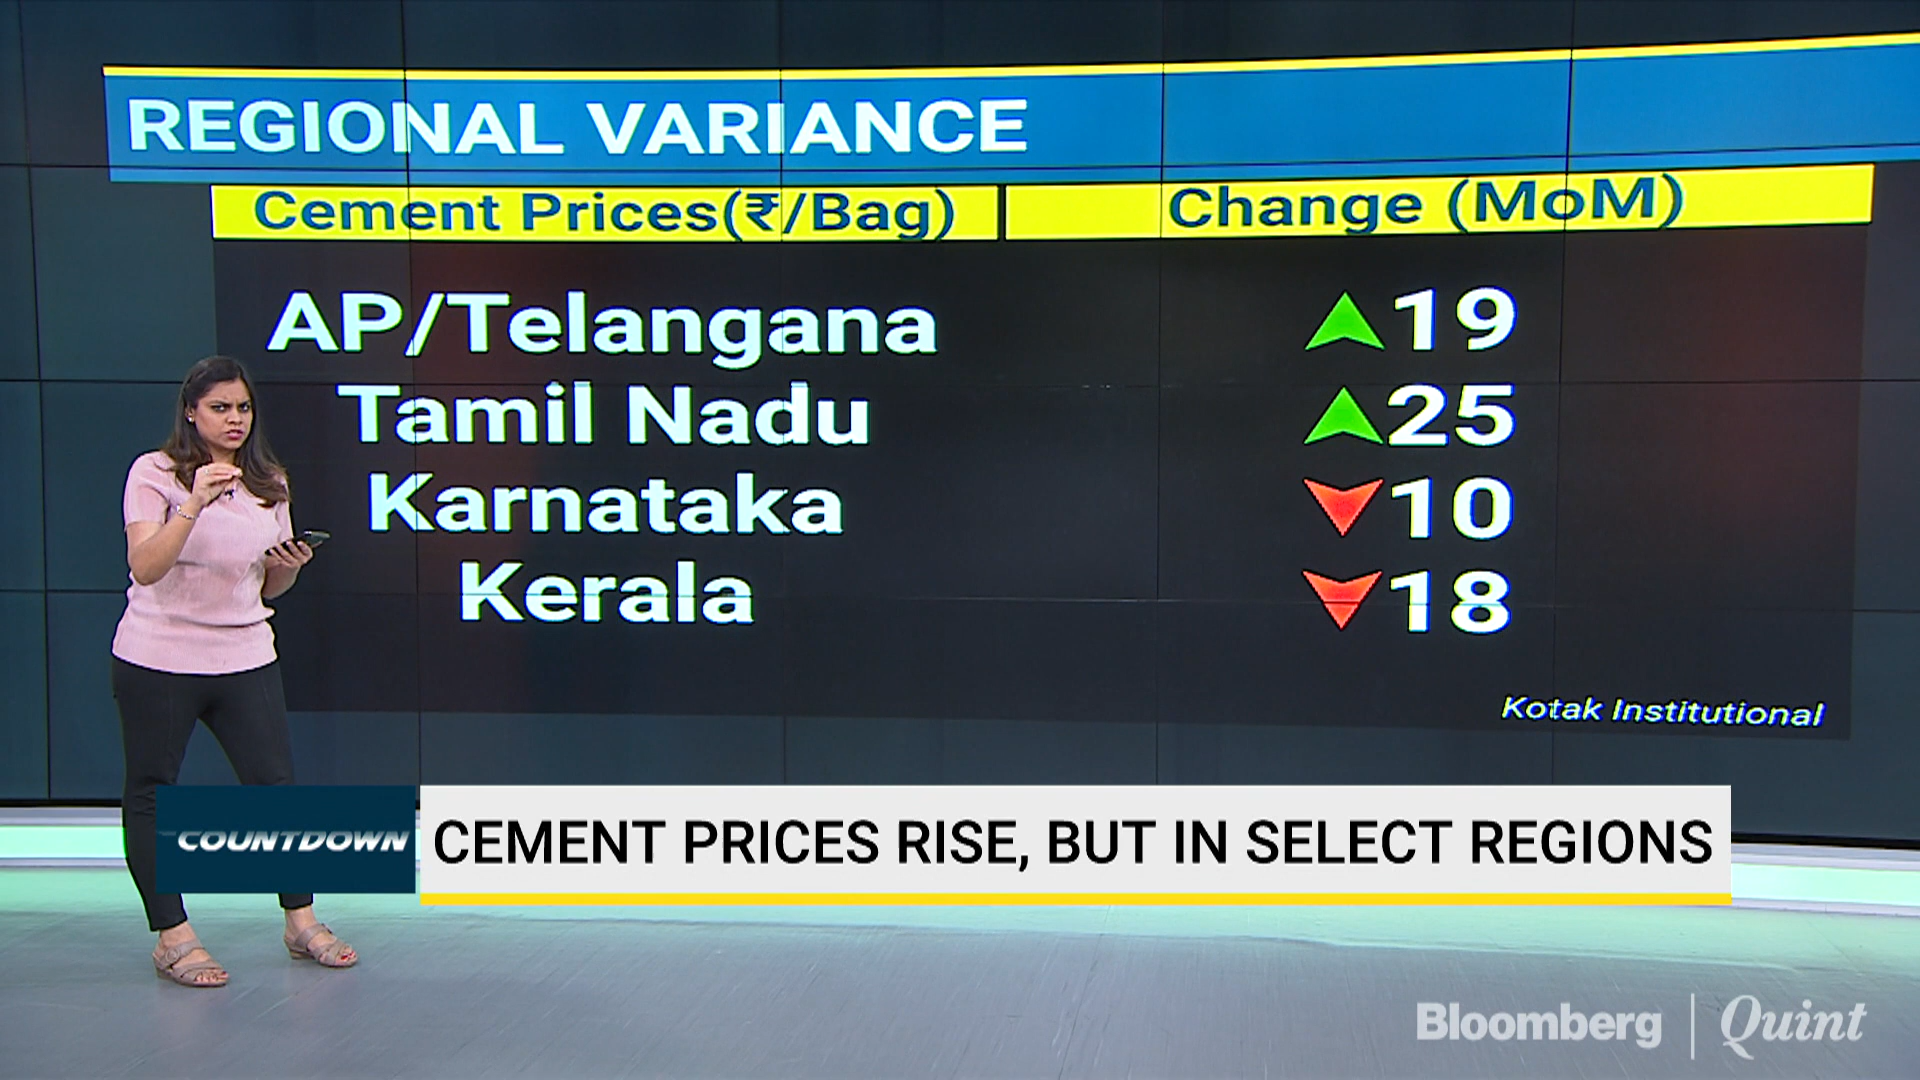 REGIONAL VARIANCE
Cement Prices(₹/Bag) Change (MoM)
AP/Telangana 19
Tamil Nadu 25
Karnataka 10
Kerala 18
Kotak Institutional
COUNTDOWN
CEMENT PRICES RISE, BUT IN SELECT REGIONS
Bloomberg | Quint